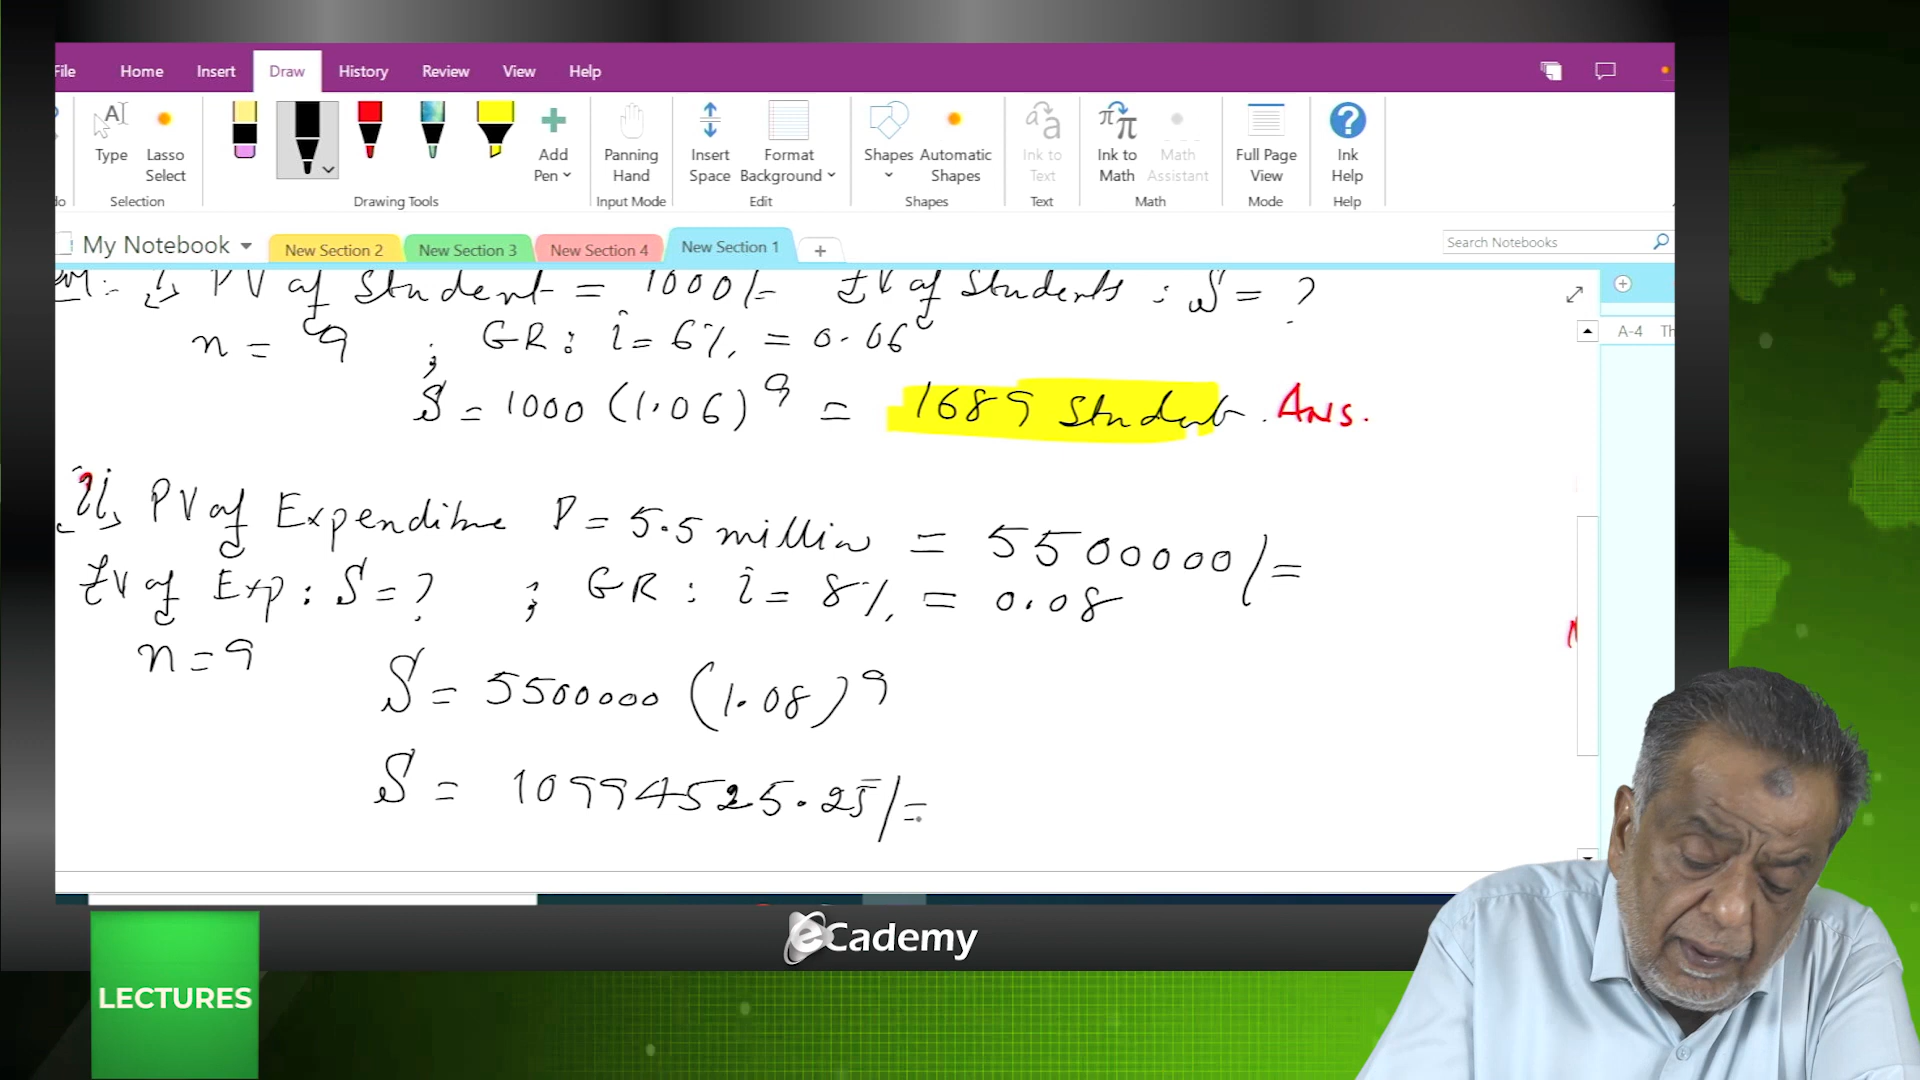 File Home Insert Draw History Review View Help
Type Lasso Select Add Pen Panning Hand Insert Space Format Background Shapes Automatic Shapes Ink to Text Ink to Math Math Assistant Full Page View Ink Help
Selection Drawing Tools Input Mode Edit Shapes Text Math Mode Help
My Notebook New Section 2 New Section 3 New Section 4 New Section 1 + Search Notebooks
i, PV of Student = 1000/= FV of Students : S = ?
n = 9 ; GR : i = 6% = 0.06
S = 1000 (1.06)^9 = 1689 Student. Ans.
A-4 Th
ii, PV of Expenditure P = 5.5 million = 5500000/=
FV of Exp : S = ? ; GR : i = 8% = 0.08
n = 9
S = 5500000 (1.08)^9
S = 10994525.25/=
eCademy
LECTURES